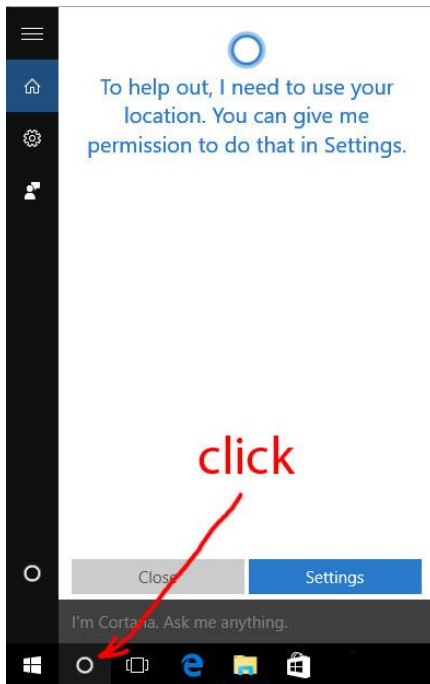 To help out, I need to use your
location. You can give me
permission to do that in Settings.
click
Close
Settings
I'm Cortana. Ask me anything.